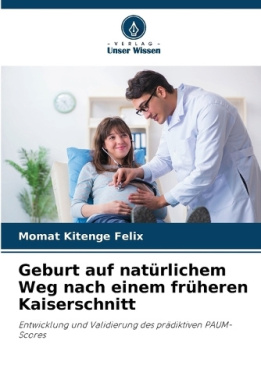 - VERLAG -
Unser Wissen
Momat Kitenge Felix
Geburt auf natürlichem
Weg nach einem früheren
Kaiserschnitt
Entwicklung und Validierung des prädiktiven PAUM-
Scores